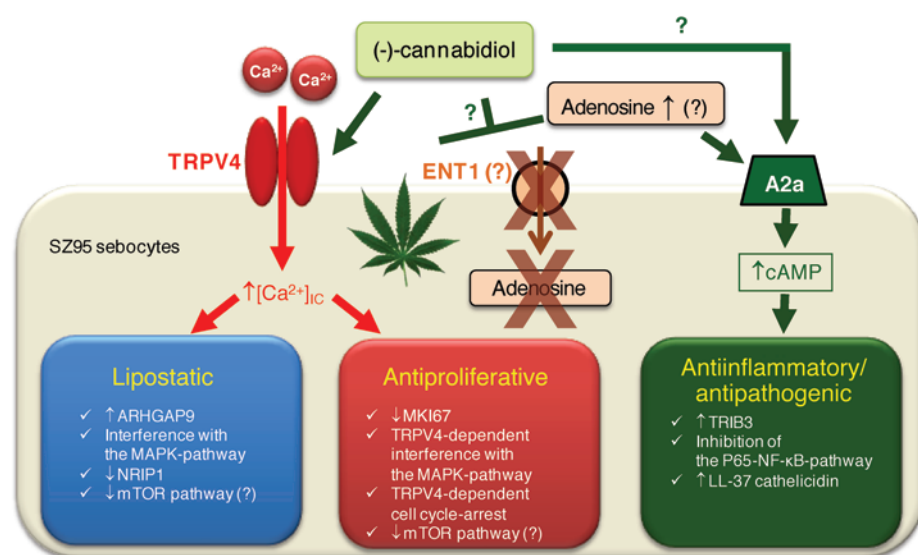 (-)-cannabidiol
?
Ca²⁺
Ca²⁺
?
Adenosine ↑ (?)
TRPV4
ENT1 (?)
A2a
SZ95 sebocytes
↑cAMP
Adenosine
↑[Ca²⁺]IC
Lipostatic
✓ ↑ARHGAP9
✓ Interference with
the MAPK-pathway
✓ ↓NRIP1
✓ ↓mTOR pathway (?)
Antiproliferative
✓ ↓MKI67
✓ TRPV4-dependent
interference with
the MAPK-pathway
✓ TRPV4-dependent
cell cycle-arrest
✓ ↓mTOR pathway (?)
Antiinflammatory/
antipathogenic
✓ ↑TRIB3
✓ Inhibition of
the P65-NF-κB-pathway
✓ ↑LL-37 cathelicidin